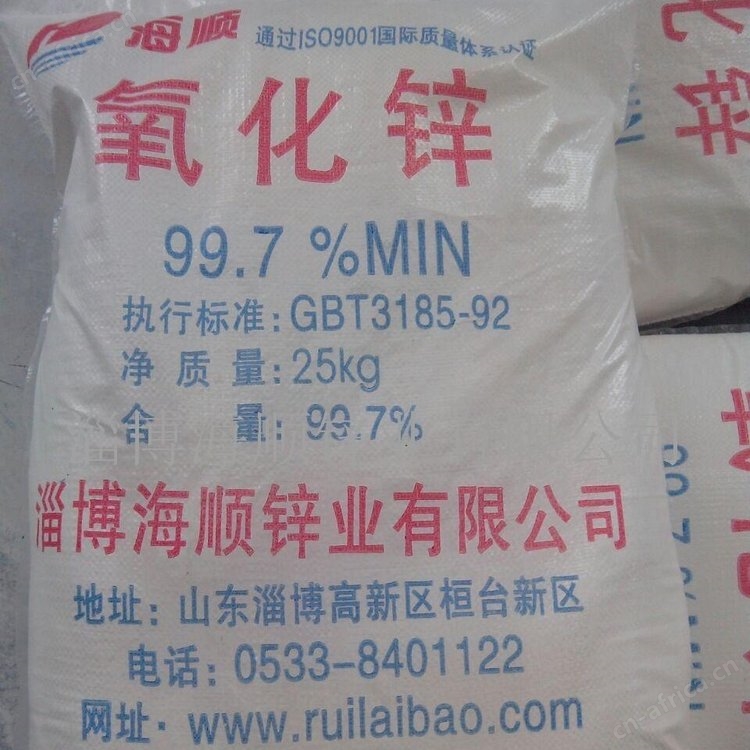 海顺 通过ISO9001国际质量体系认证
氧化锌
99.7 %MIN
执行标准:GBT3185-92
净质量:25kg
含量:99.7%
淄博海顺锌业有限公司
地址:山东淄博高新区桓台新区
电话:0533-8401122
网址·www.ruilaibao.com
cn-africa.cn